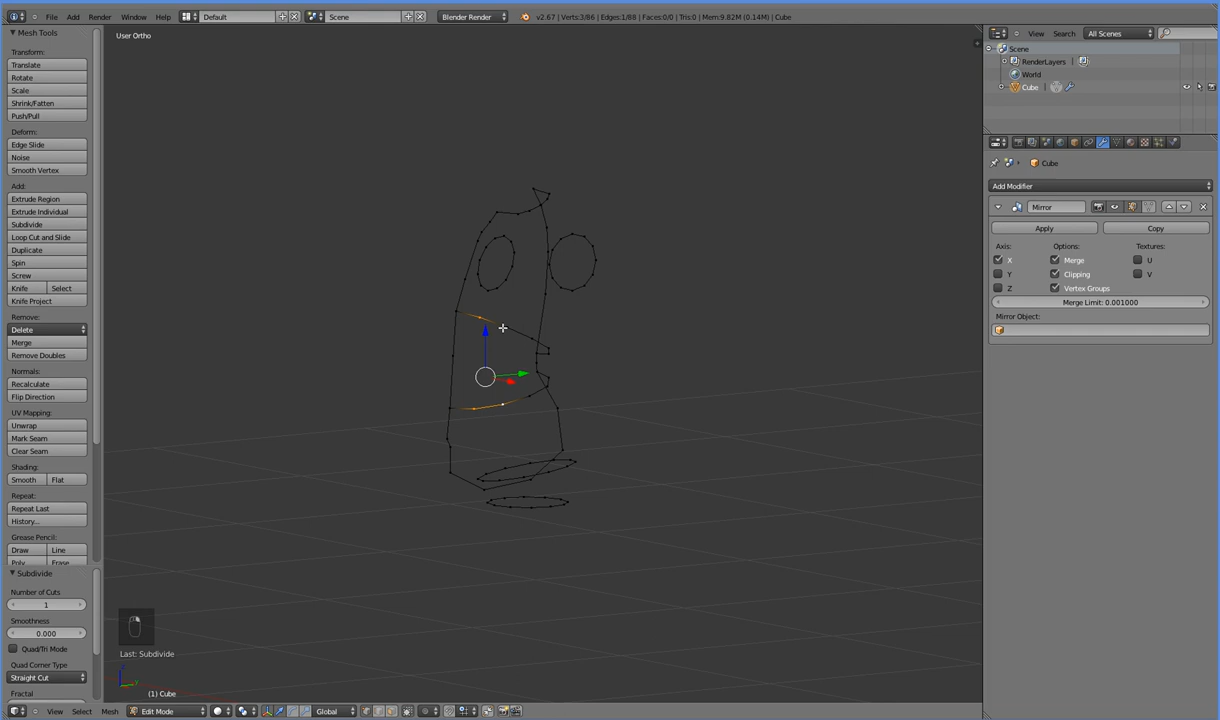 File Add Render Window Help Default Scene Blender Render v2.67 | Verts:3/86 | Edges:1/88 | Faces:0/0 | Tris:0 | Mem:9.82M (0.14M) | Cube
Mesh Tools
Transform:
Translate
Rotate
Scale
Shrink/Fatten
Push/Pull
Deform:
Edge Slide
Noise
Smooth Vertex
Add:
Extrude Region
Extrude Individual
Subdivide
Loop Cut and Slide
Duplicate
Spin
Screw
Knife Select
Knife Project
Remove:
Delete
Merge
Remove Doubles
Normals:
Recalculate
Flip Direction
UV Mapping:
Unwrap
Mark Seam
Clear Seam
Shading:
Smooth Flat
Repeat:
Repeat Last
History...
Grease Pencil:
Draw Line
Poly Erase
Subdivide
Number of Cuts
1
Smoothness
0.000
Quad/Tri Mode
Quad Corner Type
Straight Cut
Fractal
User Ortho
Last: Subdivide
(1) Cube
View Select Mesh Edit Mode Global
View Search All Scenes
Scene
RenderLayers
World
Cube
Cube
Add Modifier
Mirror
Apply Copy
Axis: Options: Textures:
X Merge U
Y Clipping V
Z Vertex Groups
Merge Limit: 0.001000
Mirror Object: